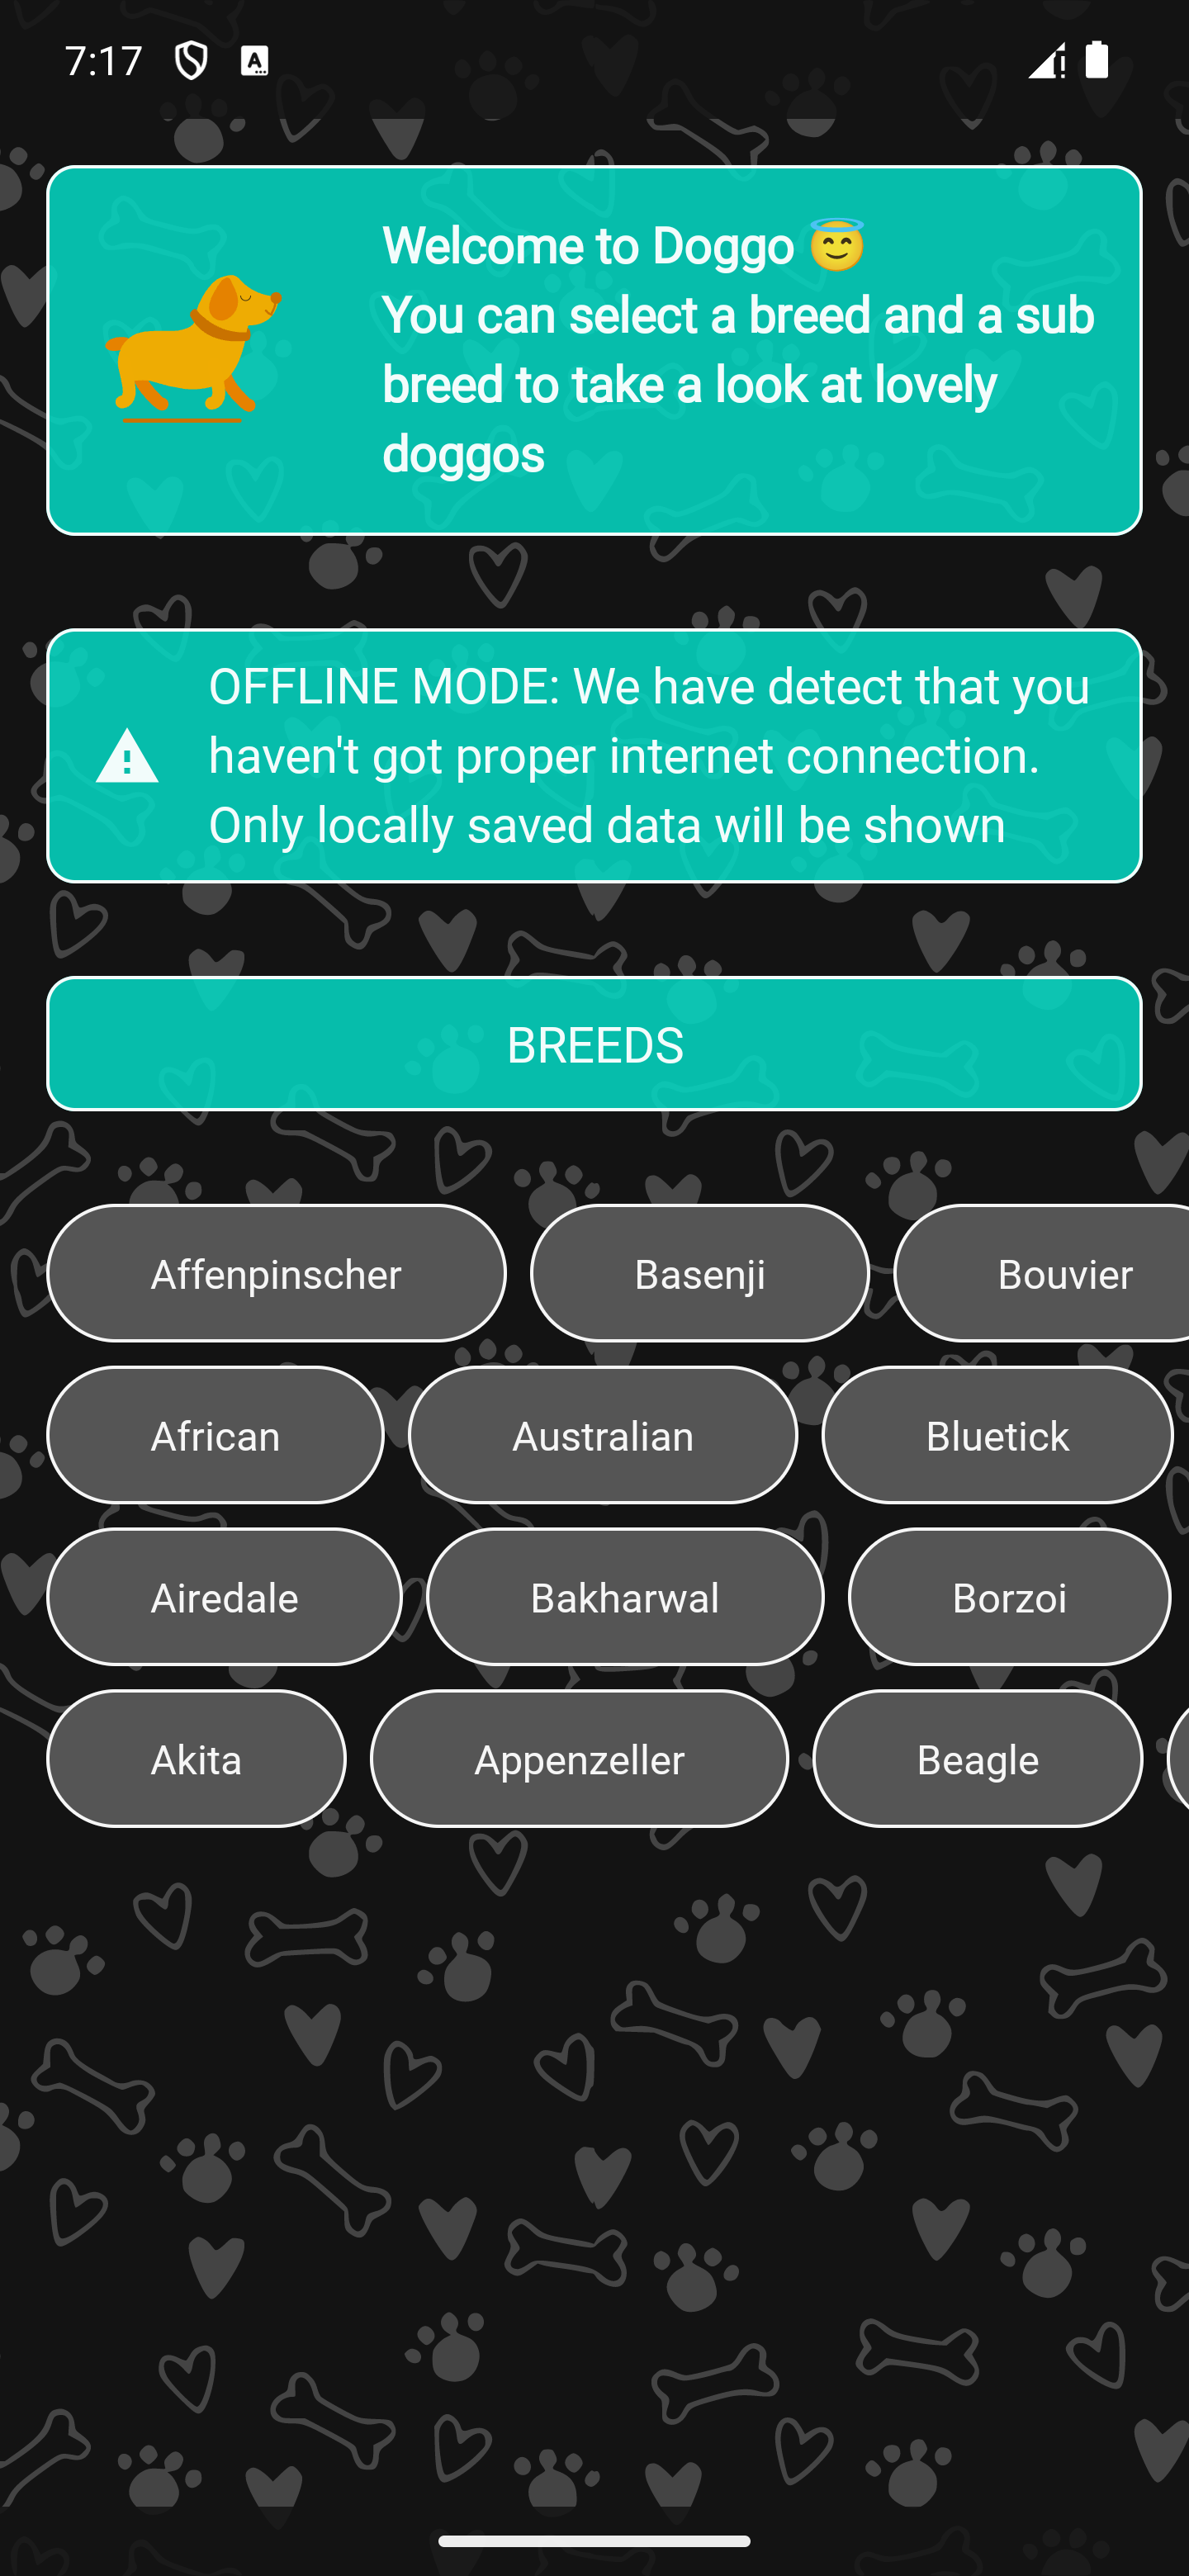 7:17
Welcome to Doggo 😇
You can select a breed and a sub
breed to take a look at lovely
doggos
OFFLINE MODE: We have detect that you
haven't got proper internet connection.
Only locally saved data will be shown
BREEDS
Affenpinscher Basenji Bouvier
African Australian Bluetick
Airedale Bakharwal Borzoi
Akita Appenzeller Beagle